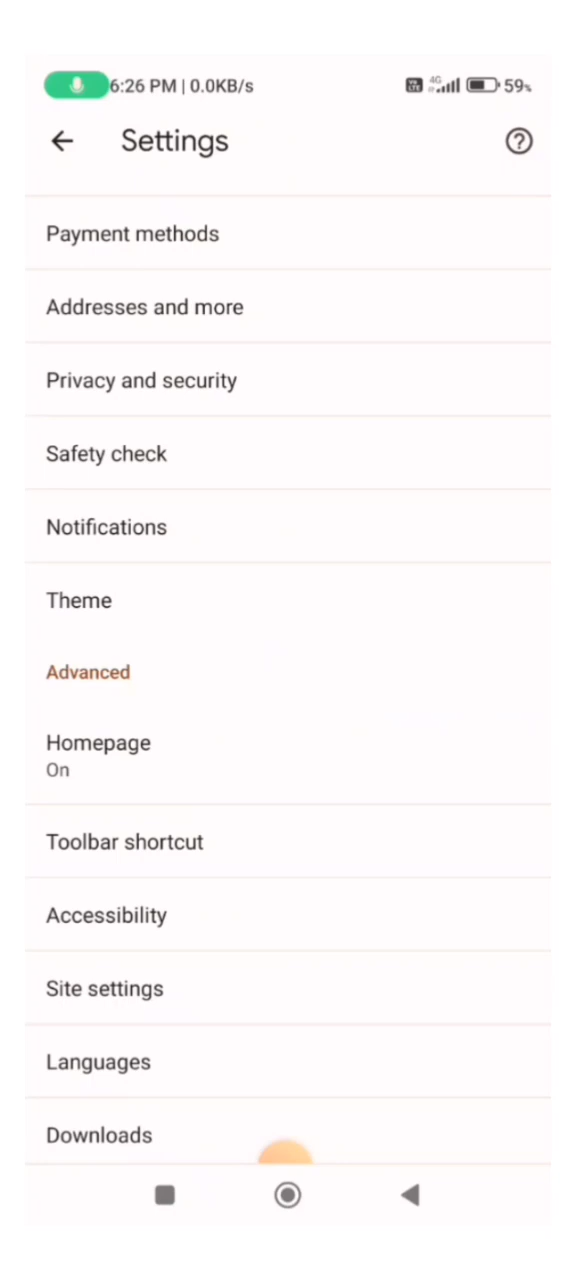 6:26 PM | 0.0KB/s 4G 59%
Settings
Payment methods
Addresses and more
Privacy and security
Safety check
Notifications
Theme
Advanced
Homepage
On
Toolbar shortcut
Accessibility
Site settings
Languages
Downloads